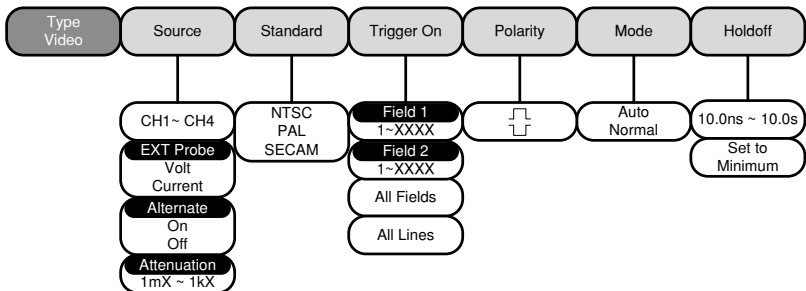 Type
Video
Source
Standard
Trigger On
Polarity
Mode
Holdoff
CH1~ CH4
EXT Probe
Volt
Current
Alternate
On
Off
Attenuation
1mX ~ 1kX
NTSC
PAL
SECAM
Field 1
1~XXXX
Field 2
1~XXXX
All Fields
All Lines
Auto
Normal
10.0ns ~ 10.0s
Set to
Minimum